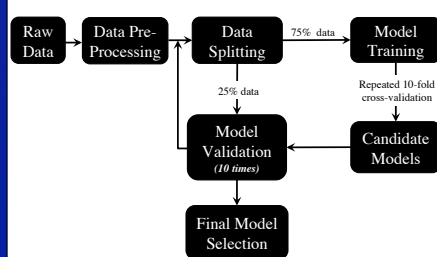 Raw
Data
Data Pre-
Processing
Data
Splitting
75% data
Model
Training
25% data
Repeated 10-fold
cross-validation
Model
Validation
(10 times)
Candidate
Models
Final Model
Selection